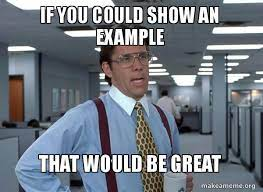 IF YOU COULD SHOW AN
EXAMPLE
THAT WOULD BE GREAT
makeameme.org